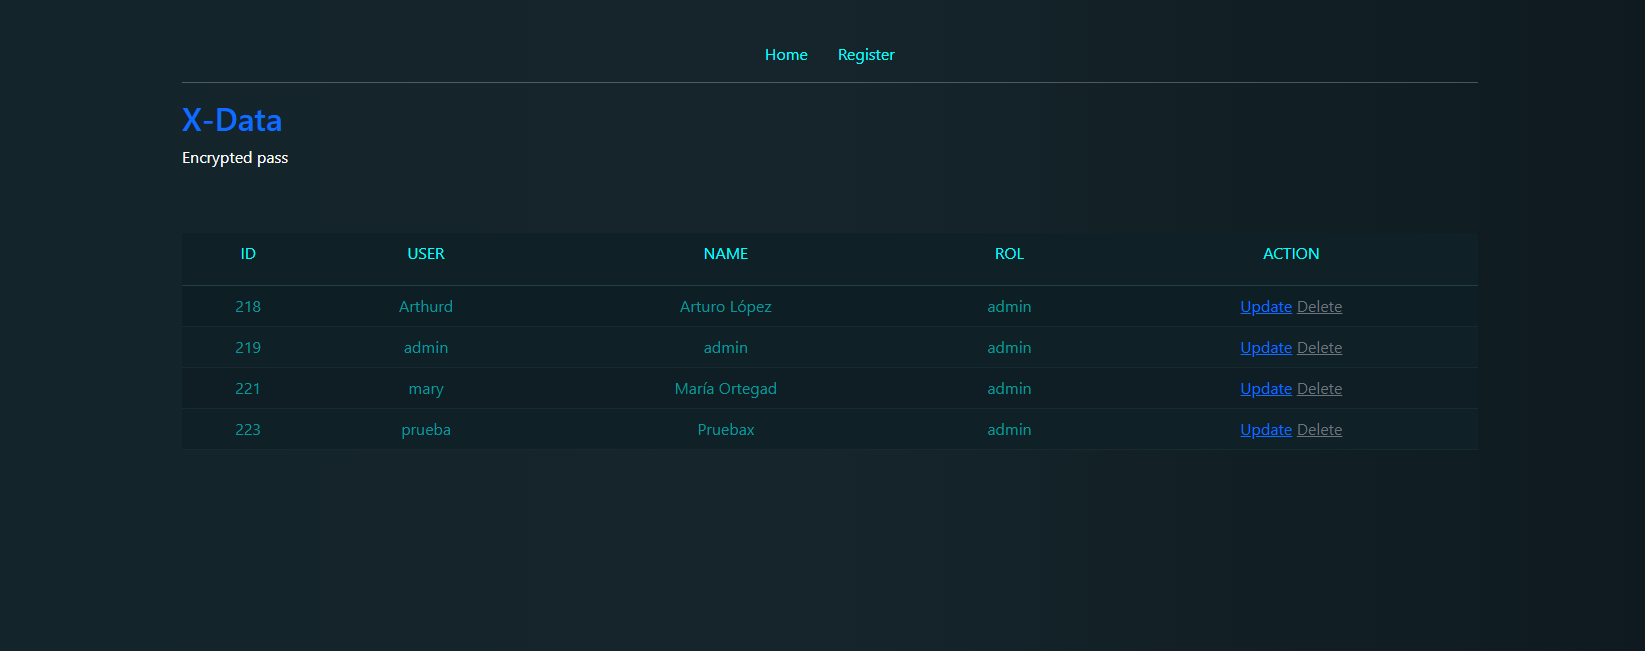 Home Register
X-Data
Encrypted pass
ID USER NAME ROL ACTION
218 Arthurd Arturo López admin Update Delete
219 admin admin admin Update Delete
221 mary María Ortegad admin Update Delete
223 prueba Pruebax admin Update Delete